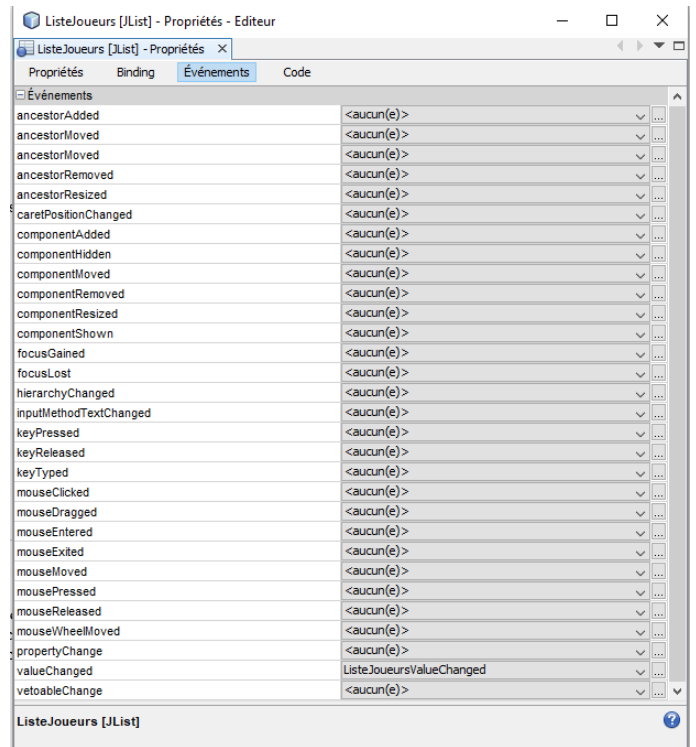 ListeJoueurs [JList] - Propriétés - Editeur
ListeJoueurs [JList] - Propriétés
Propriétés Binding Événements Code
Événements
ancestorAdded <aucun(e)> ...
ancestorMoved <aucun(e)> ...
ancestorMoved <aucun(e)> ...
ancestorRemoved <aucun(e)> ...
ancestorResized <aucun(e)> ...
caretPositionChanged <aucun(e)> ...
componentAdded <aucun(e)> ...
componentHidden <aucun(e)> ...
componentMoved <aucun(e)> ...
componentRemoved <aucun(e)> ...
componentResized <aucun(e)> ...
componentShown <aucun(e)> ...
focusGained <aucun(e)> ...
focusLost <aucun(e)> ...
hierarchyChanged <aucun(e)> ...
inputMethodTextChanged <aucun(e)> ...
keyPressed <aucun(e)> ...
keyReleased <aucun(e)> ...
keyTyped <aucun(e)> ...
mouseClicked <aucun(e)> ...
mouseDragged <aucun(e)> ...
mouseEntered <aucun(e)> ...
mouseExited <aucun(e)> ...
mouseMoved <aucun(e)> ...
mousePressed <aucun(e)> ...
mouseReleased <aucun(e)> ...
mouseWheelMoved <aucun(e)> ...
propertyChange <aucun(e)> ...
valueChanged ListeJoueursValueChanged ...
vetoableChange <aucun(e)> ...
ListeJoueurs [JList] ?